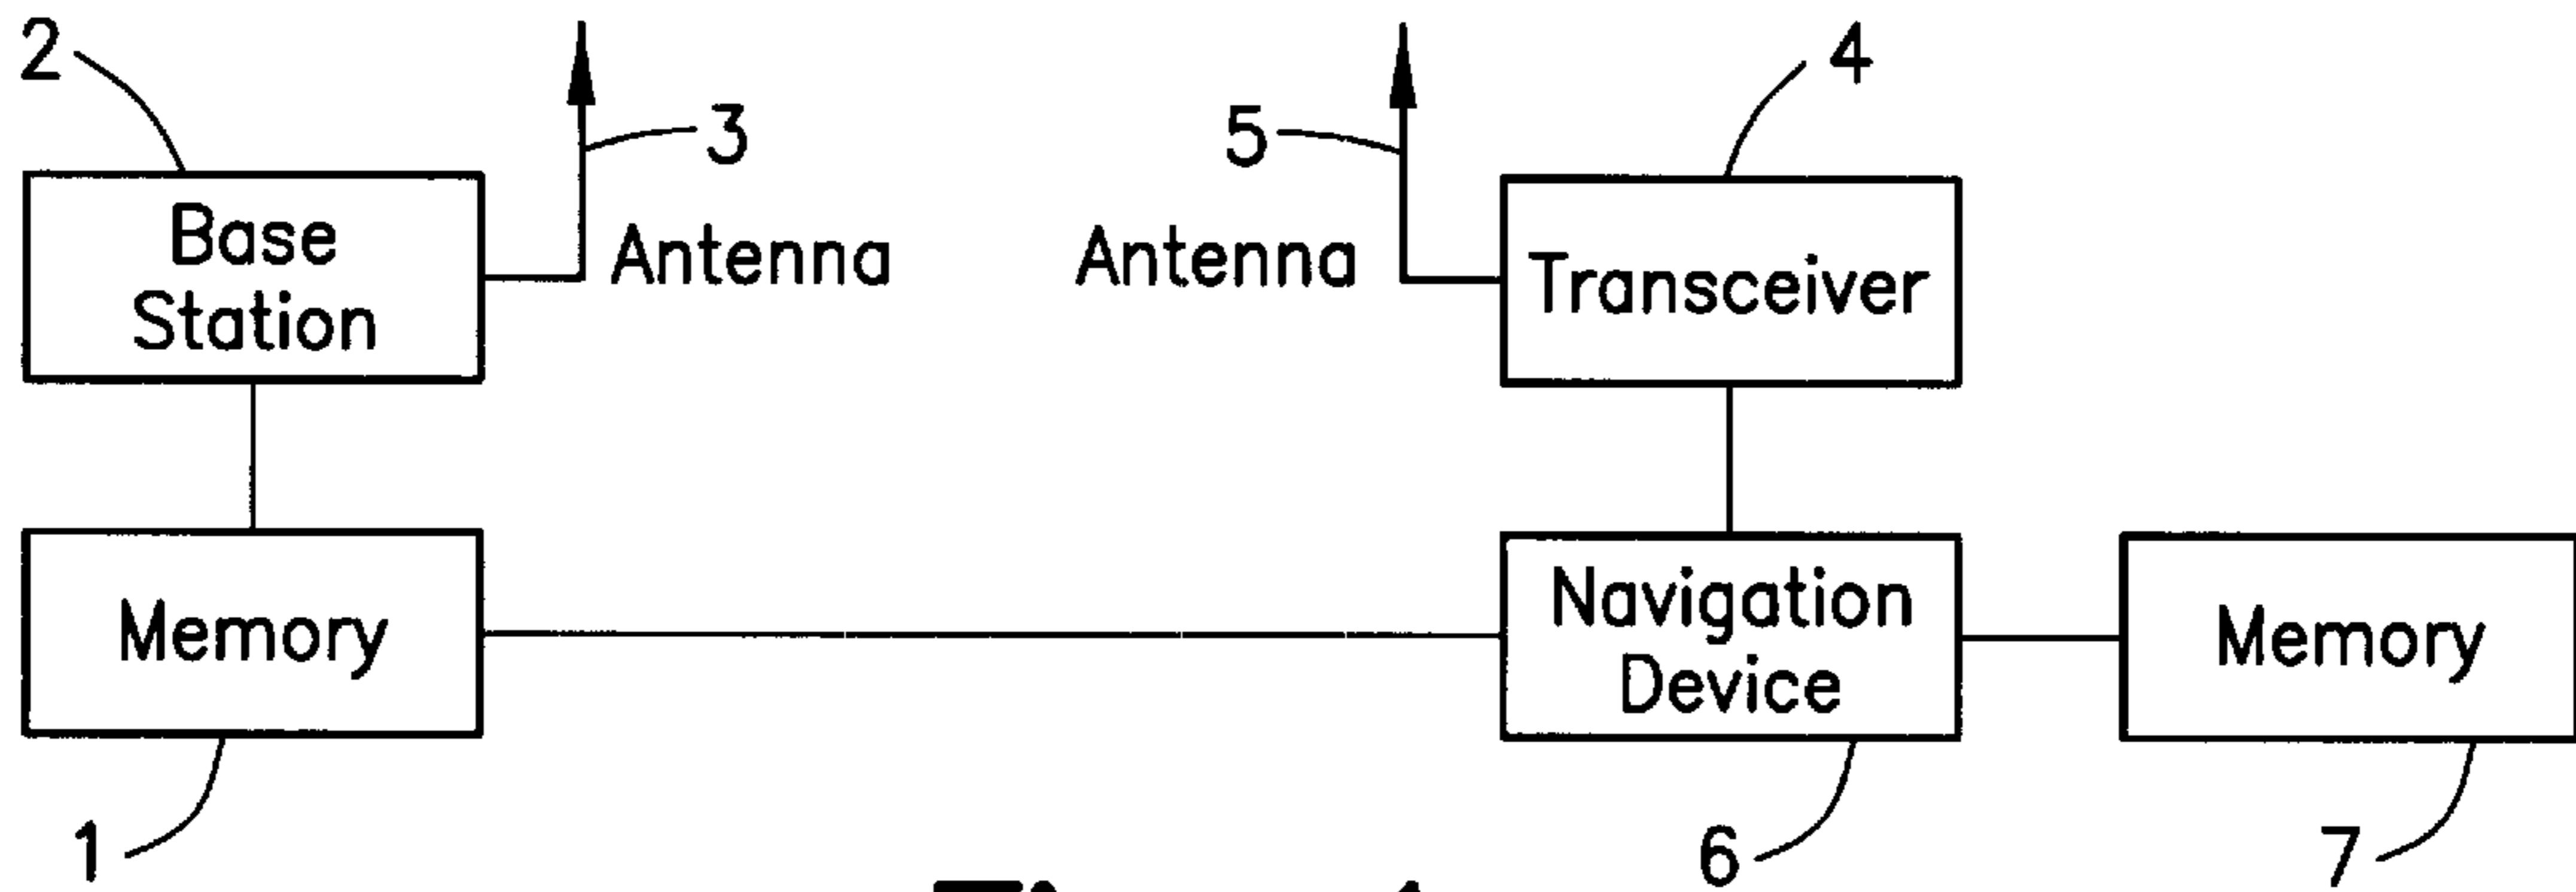 2
3
5
4
Base
Station
Antenna
Antenna
Transceiver
Memory
Navigation
Device
Memory
1
6
7